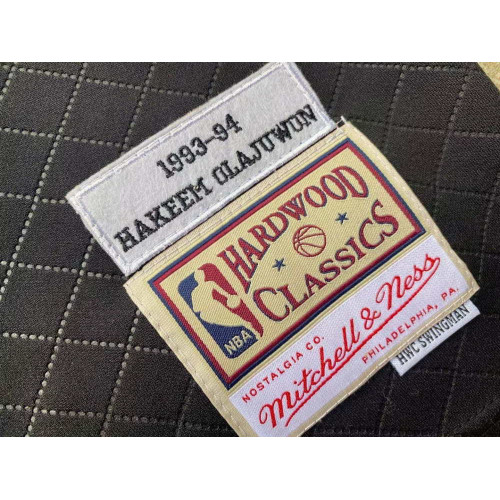 1993-94
HAKEEM OLAJUWON
HARDWOOD
CLASSICS
NBA
NOSTALGIA CO.
Mitchell & Ness
PHILADELPHIA, PA.
HWC SWINGMAN